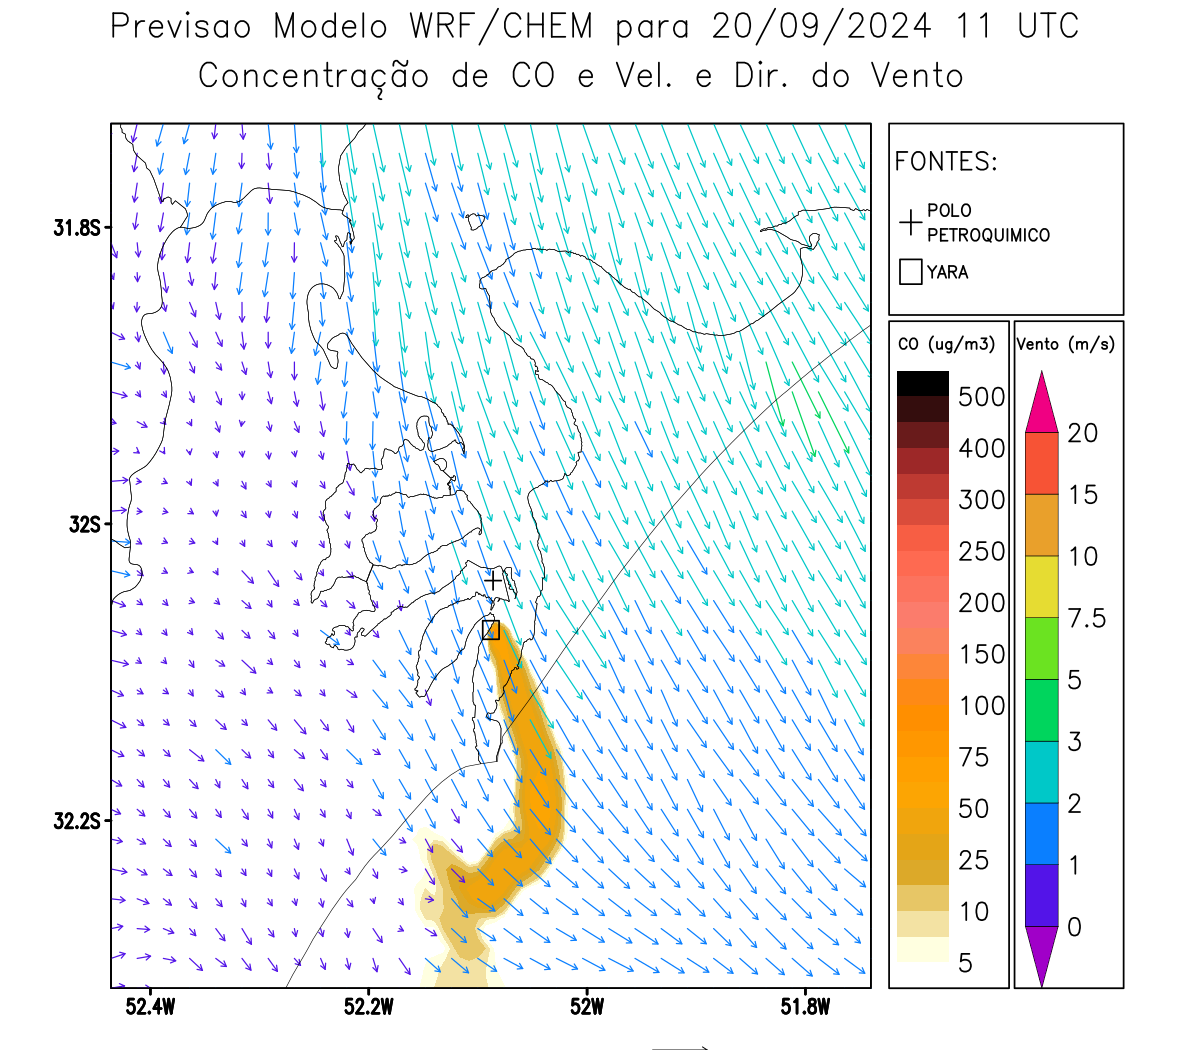 Previsao Modelo WRF/CHEM para 20/09/2024 11 UTC
Concentração de CO e Vel. e Dir. do Vento
FONTES:
POLO
PETROQUIMICO
YARA
CO (ug/m3)
500
400
300
250
200
150
100
75
50
25
10
5
Vento (m/s)
20
15
10
7.5
5
3
2
1
0
31.8S
32S
32.2S
52.4W
52.2W
52W
51.8W